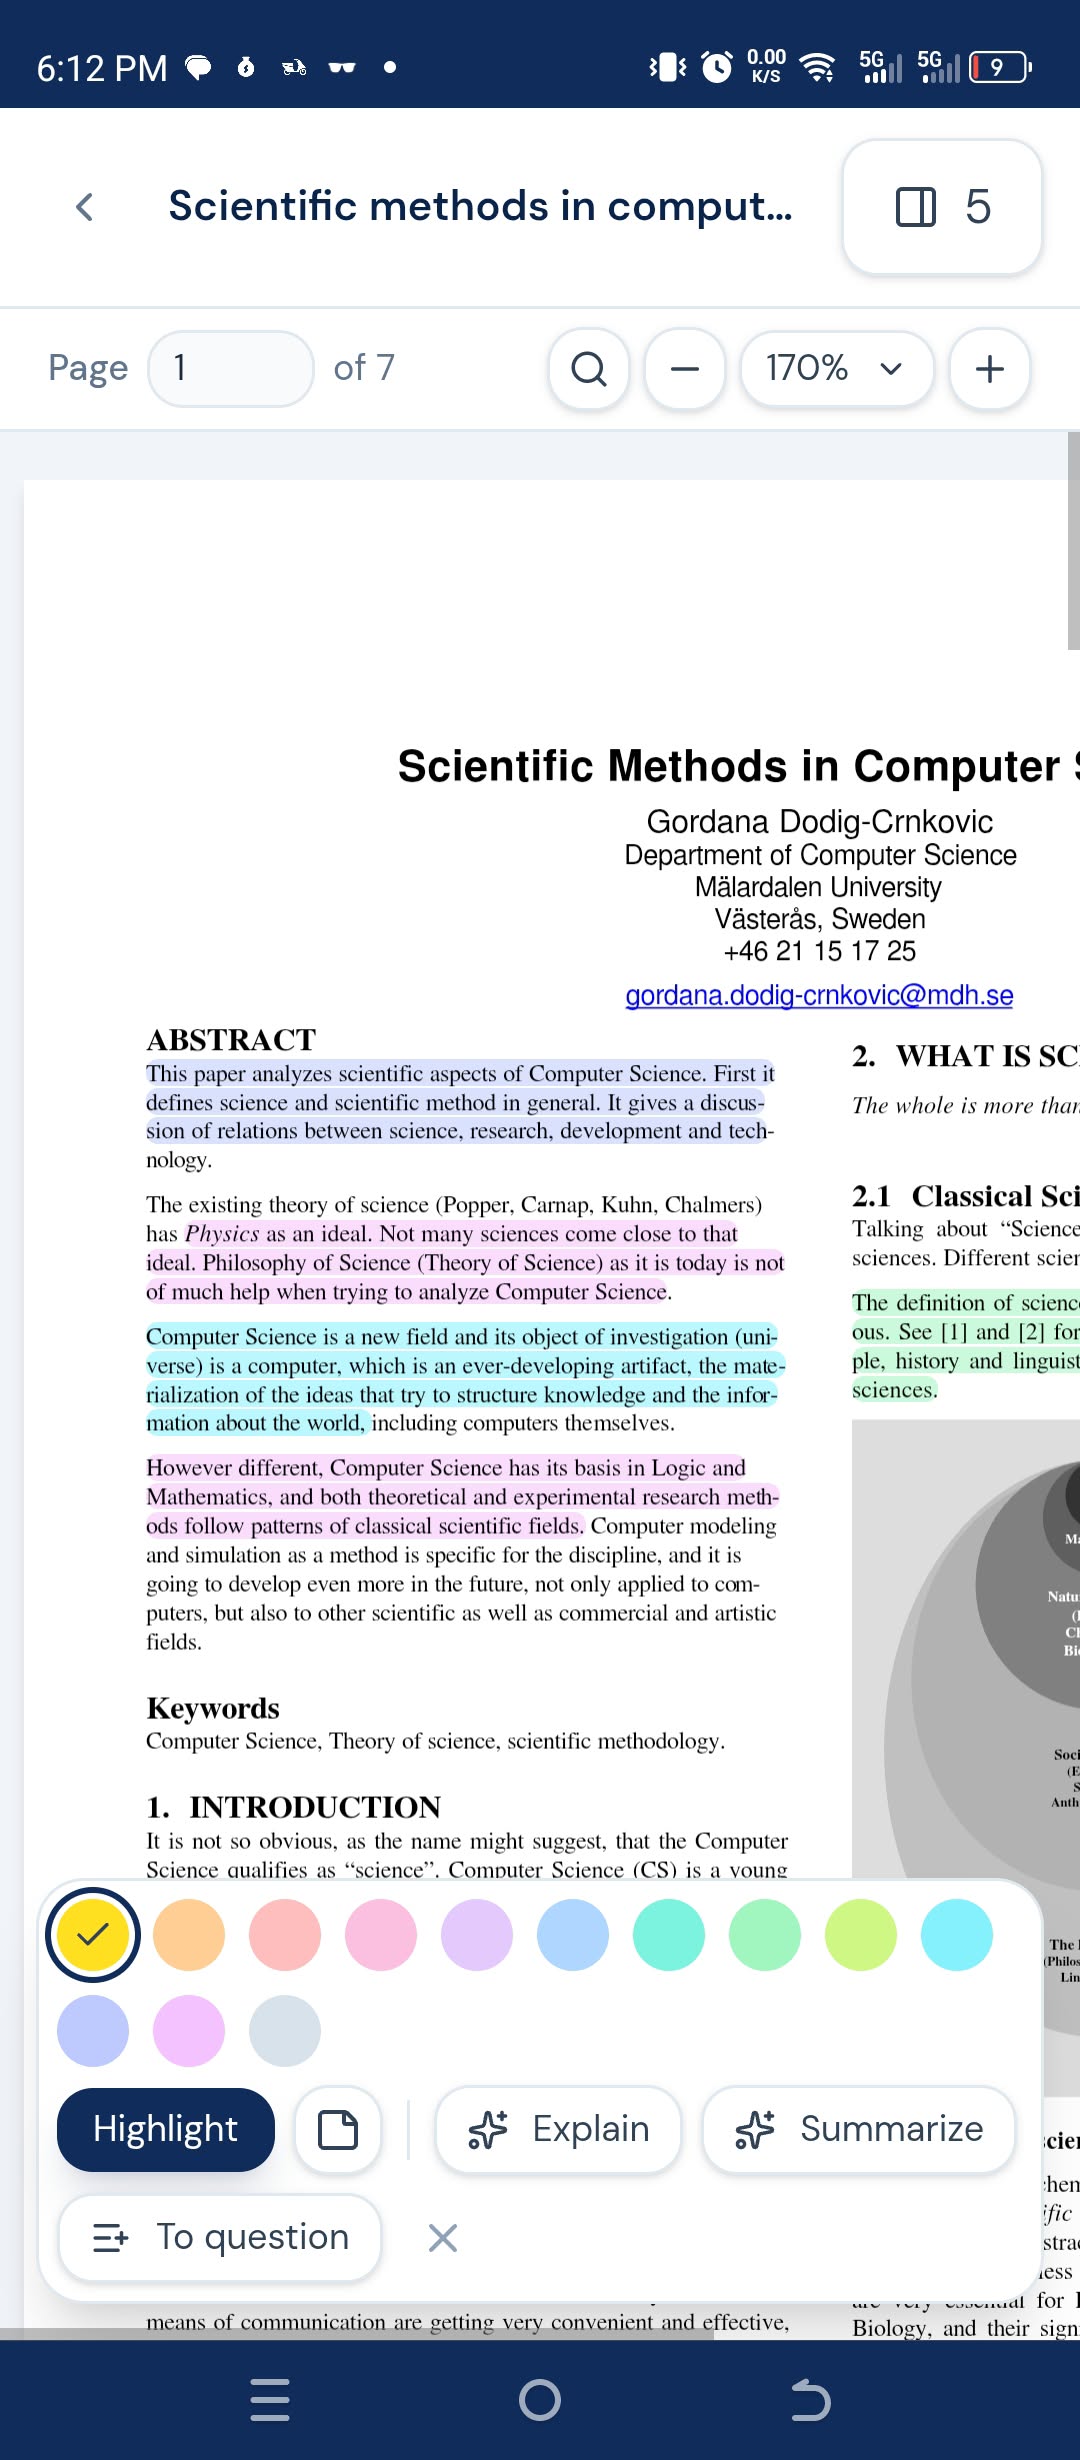 6:12 PM
0.00
K/S
5G
5G
9
Scientific methods in comput...
5
Page
1
of 7
170%
Scientific Methods in Computer
Gordana Dodig-Crnkovic
Department of Computer Science
Mälardalen University
Västerås, Sweden
+46 21 15 17 25
gordana.dodig-crnkovic@mdh.se
ABSTRACT
This paper analyzes scientific aspects of Computer Science. First it
defines science and scientific method in general. It gives a discus-
sion of relations between science, research, development and tech-
nology.
The existing theory of science (Popper, Carnap, Kuhn, Chalmers)
has Physics as an ideal. Not many sciences come close to that
ideal. Philosophy of Science (Theory of Science) as it is today is not
of much help when trying to analyze Computer Science.
Computer Science is a new field and its object of investigation (uni-
verse) is a computer, which is an ever-developing artifact, the mate-
rialization of the ideas that try to structure knowledge and the infor-
mation about the world, including computers themselves.
However different, Computer Science has its basis in Logic and
Mathematics, and both theoretical and experimental research meth-
ods follow patterns of classical scientific fields. Computer modeling
and simulation as a method is specific for the discipline, and it is
going to develop even more in the future, not only applied to com-
puters, but also to other scientific as well as commercial and artistic
fields.
Keywords
Computer Science, Theory of science, scientific methodology.
1. INTRODUCTION
It is not so obvious, as the name might suggest, that the Computer
Science qualifies as “science”. Computer Science (CS) is a young
means of communication are getting very convenient and effective,
2. WHAT IS SC
The whole is more than
2.1 Classical Sci
Talking about “Science
sciences. Different scien
The definition of science
ous. See [1] and [2] for
ple, history and linguist
sciences.
Ma
Natu
Ch
Bio
Soci
(E
S
Anth
The
(Philos
Lin
for
Biology, and their sign
Highlight
Explain
Summarize
To question